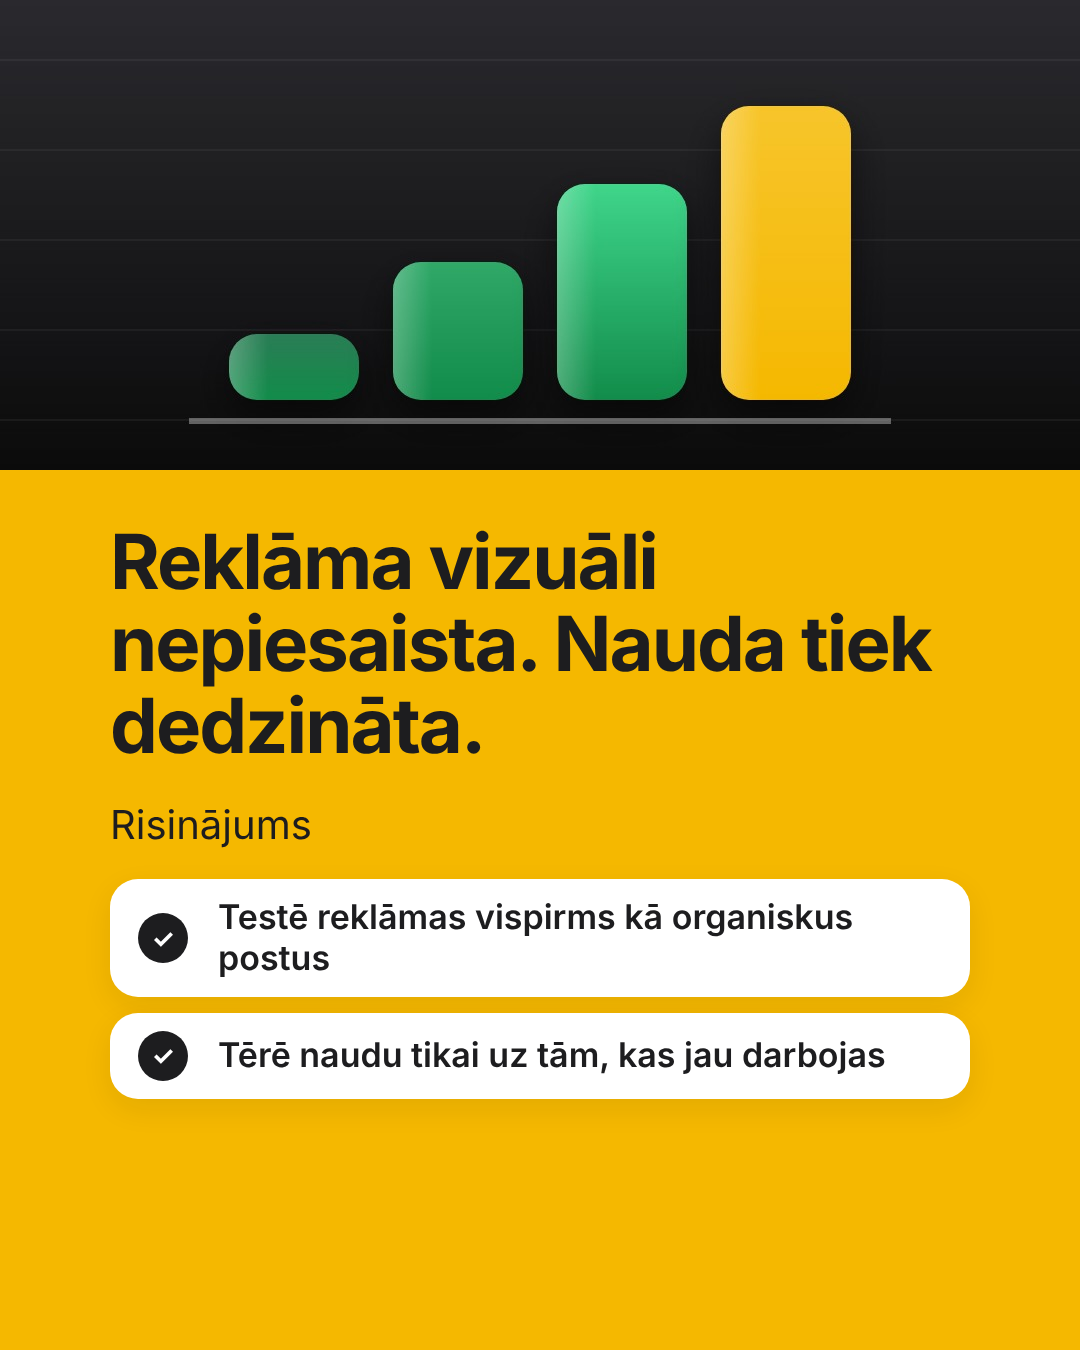 Reklāma vizuāli
nepiesaista. Nauda tiek
dedzināta.
Risinājums
Testē reklāmas vispirms kā organiskus
postus
Tērē naudu tikai uz tām, kas jau darbojas